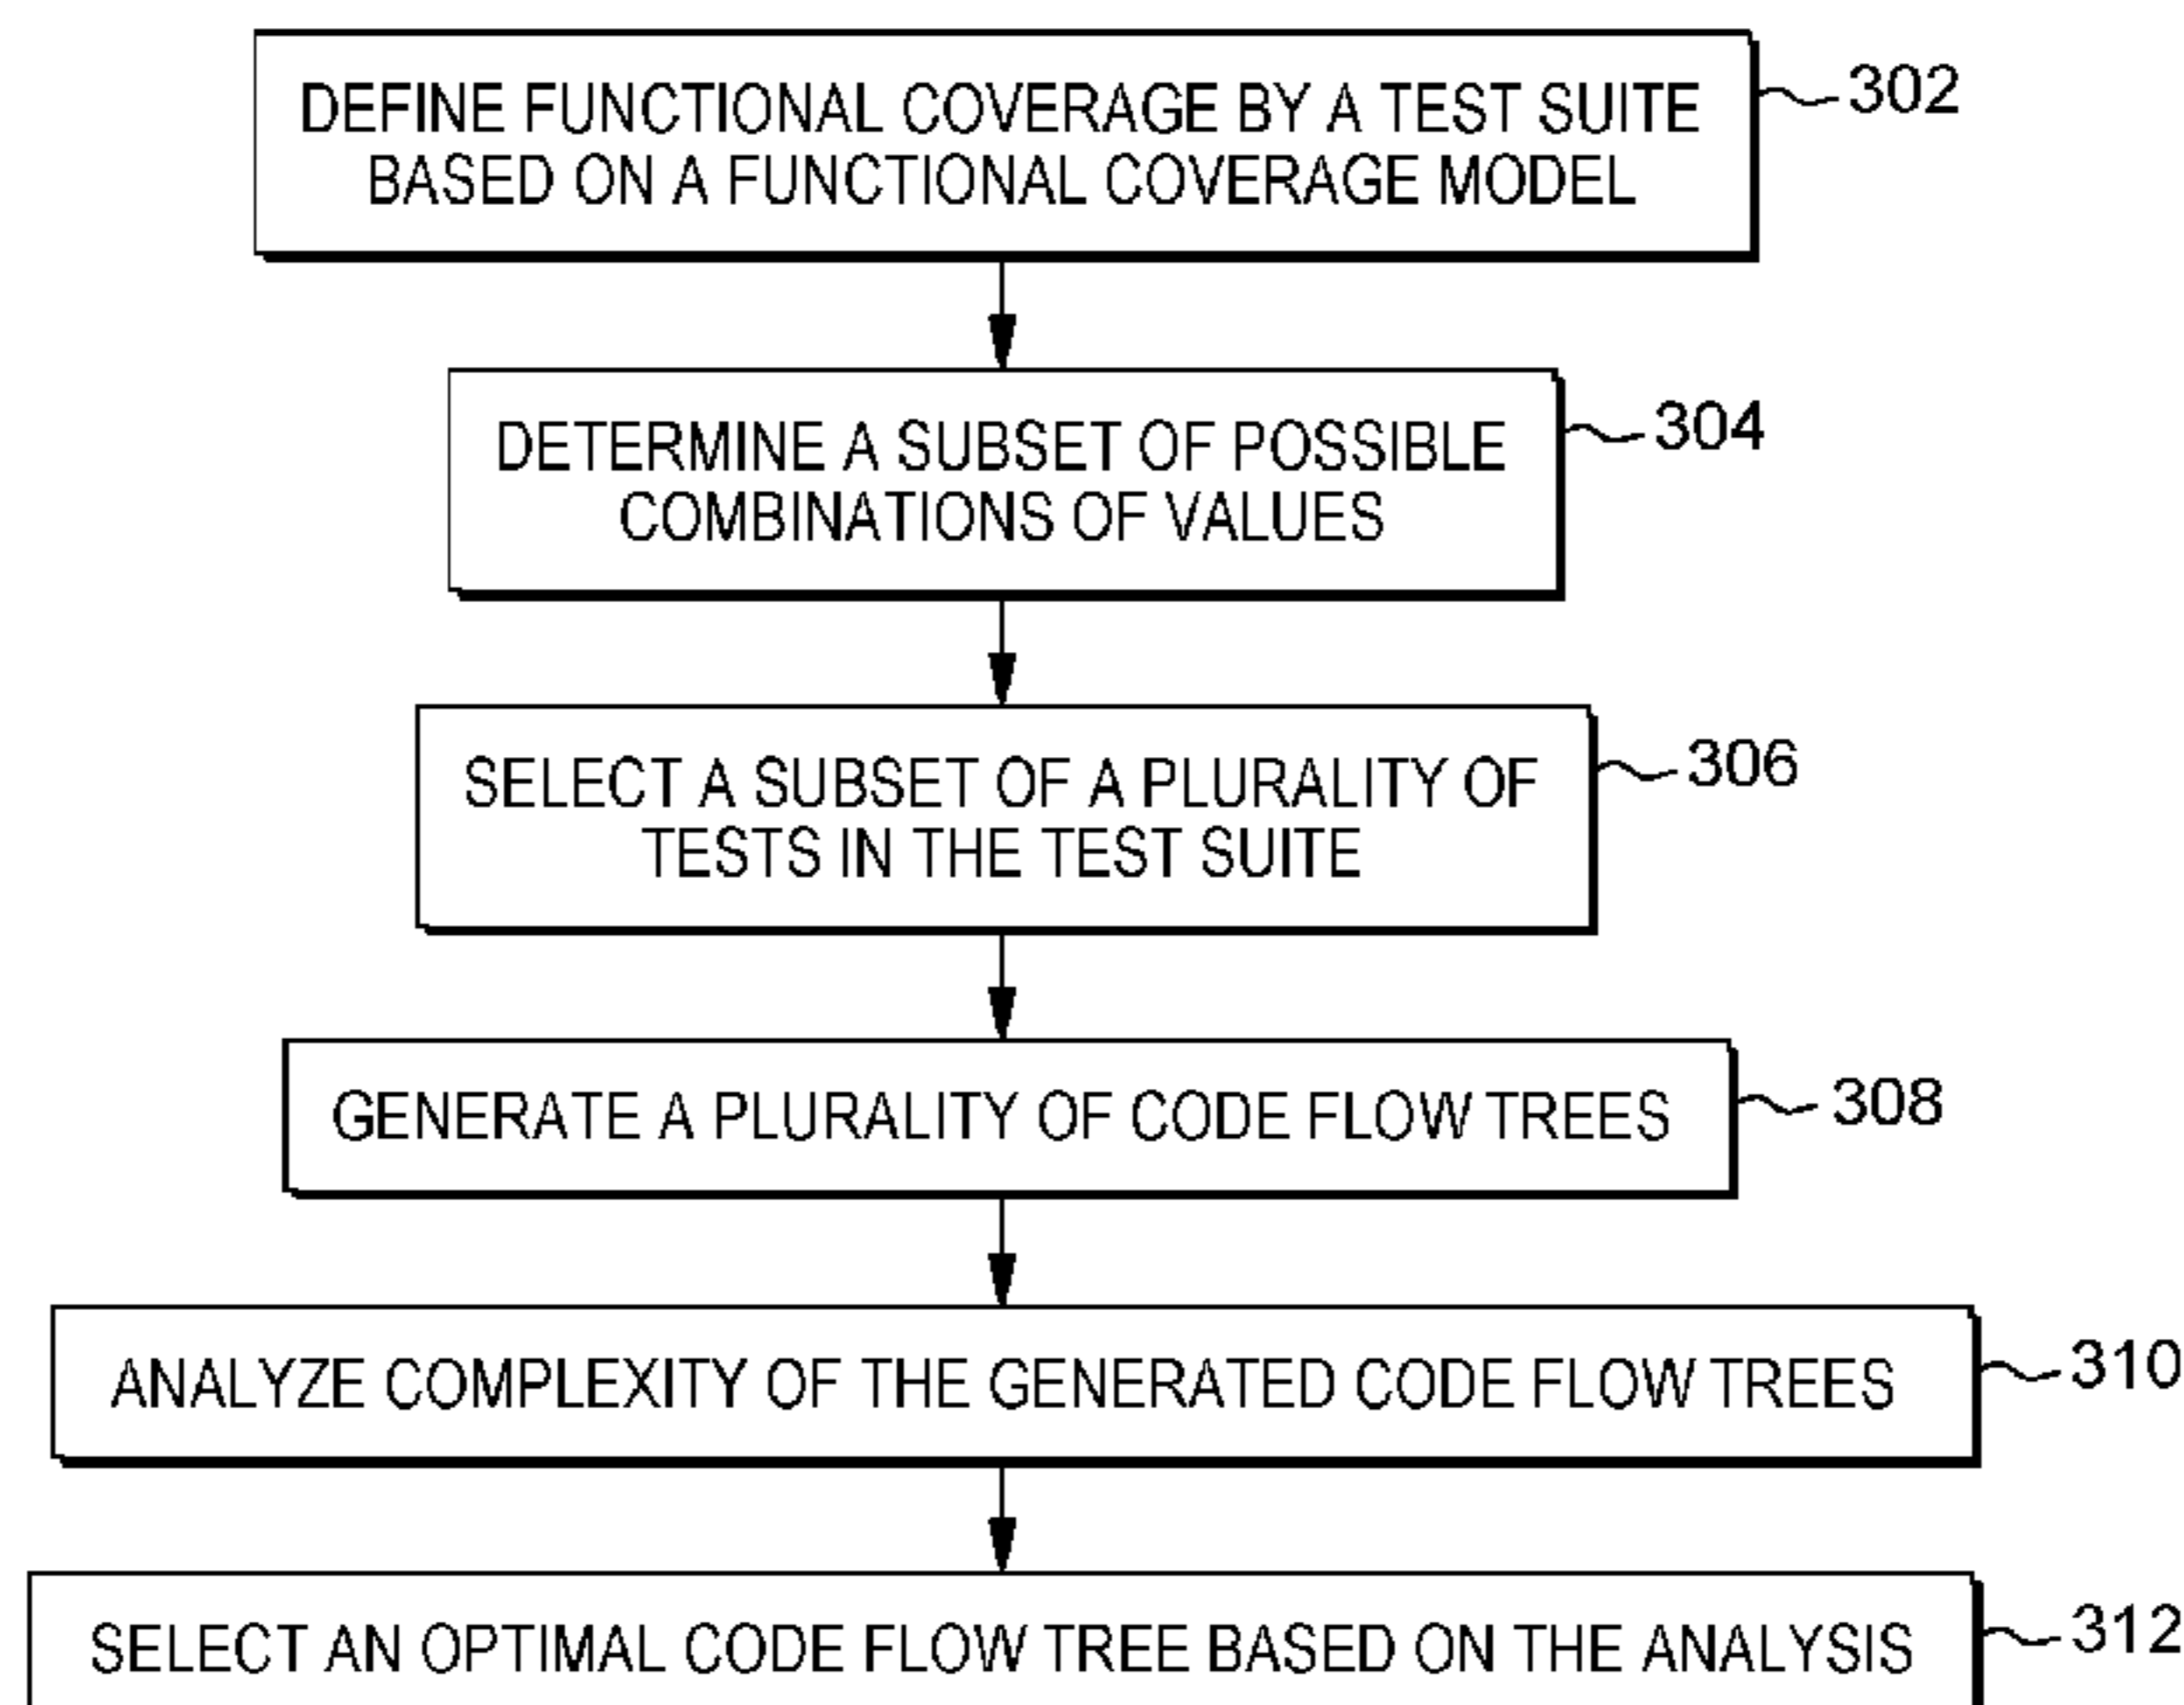 DEFINE FUNCTIONAL COVERAGE BY A TEST SUITE
BASED ON A FUNCTIONAL COVERAGE MODEL
302
DETERMINE A SUBSET OF POSSIBLE
COMBINATIONS OF VALUES
304
SELECT A SUBSET OF A PLURALITY OF
TESTS IN THE TEST SUITE
306
GENERATE A PLURALITY OF CODE FLOW TREES
308
ANALYZE COMPLEXITY OF THE GENERATED CODE FLOW TREES
310
SELECT AN OPTIMAL CODE FLOW TREE BASED ON THE ANALYSIS
312